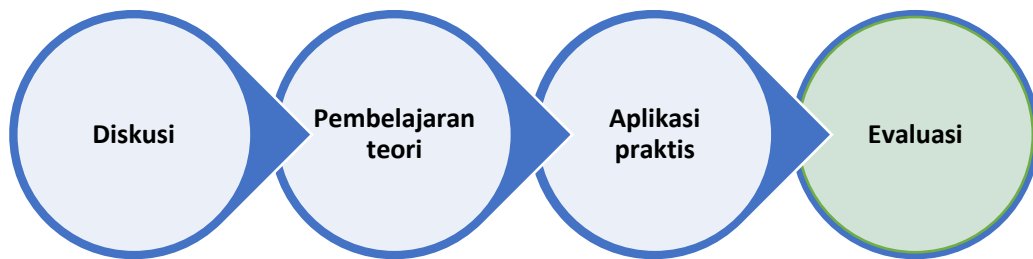 Diskusi
Pembelajaran
teori
Aplikasi
praktis
Evaluasi